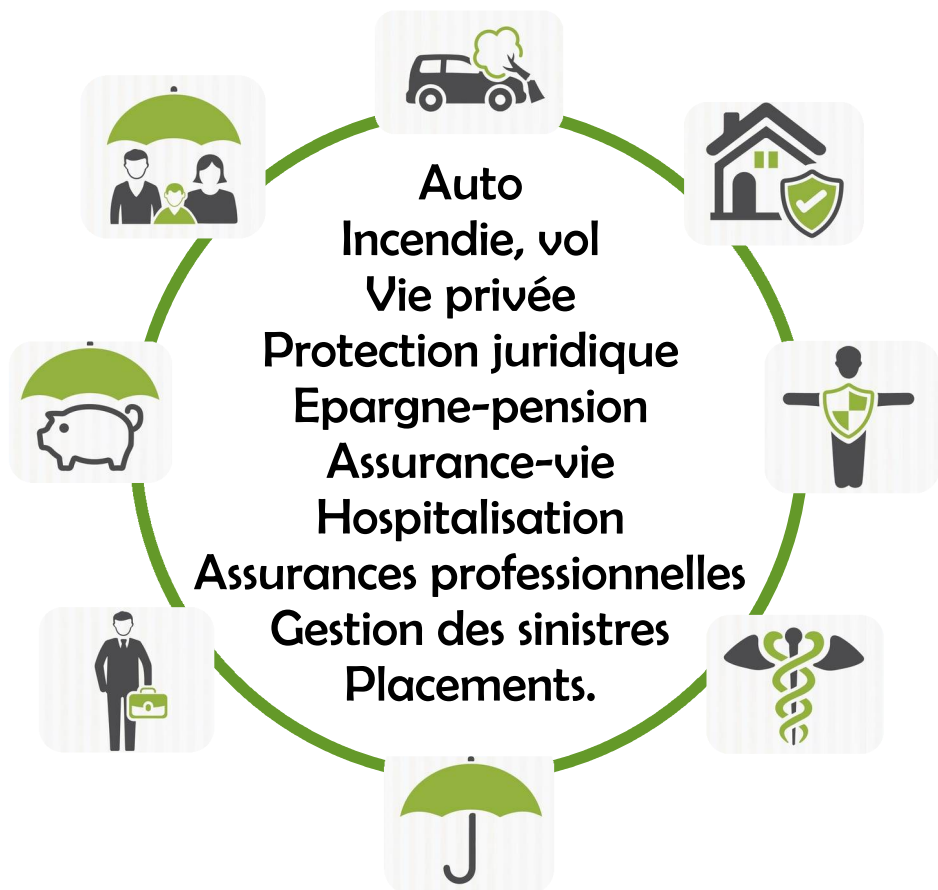 Auto
Incendie, vol
Vie privée
Protection juridique
Epargne-pension
Assurance-vie
Hospitalisation
Assurances professionnelles
Gestion des sinistres
Placements.